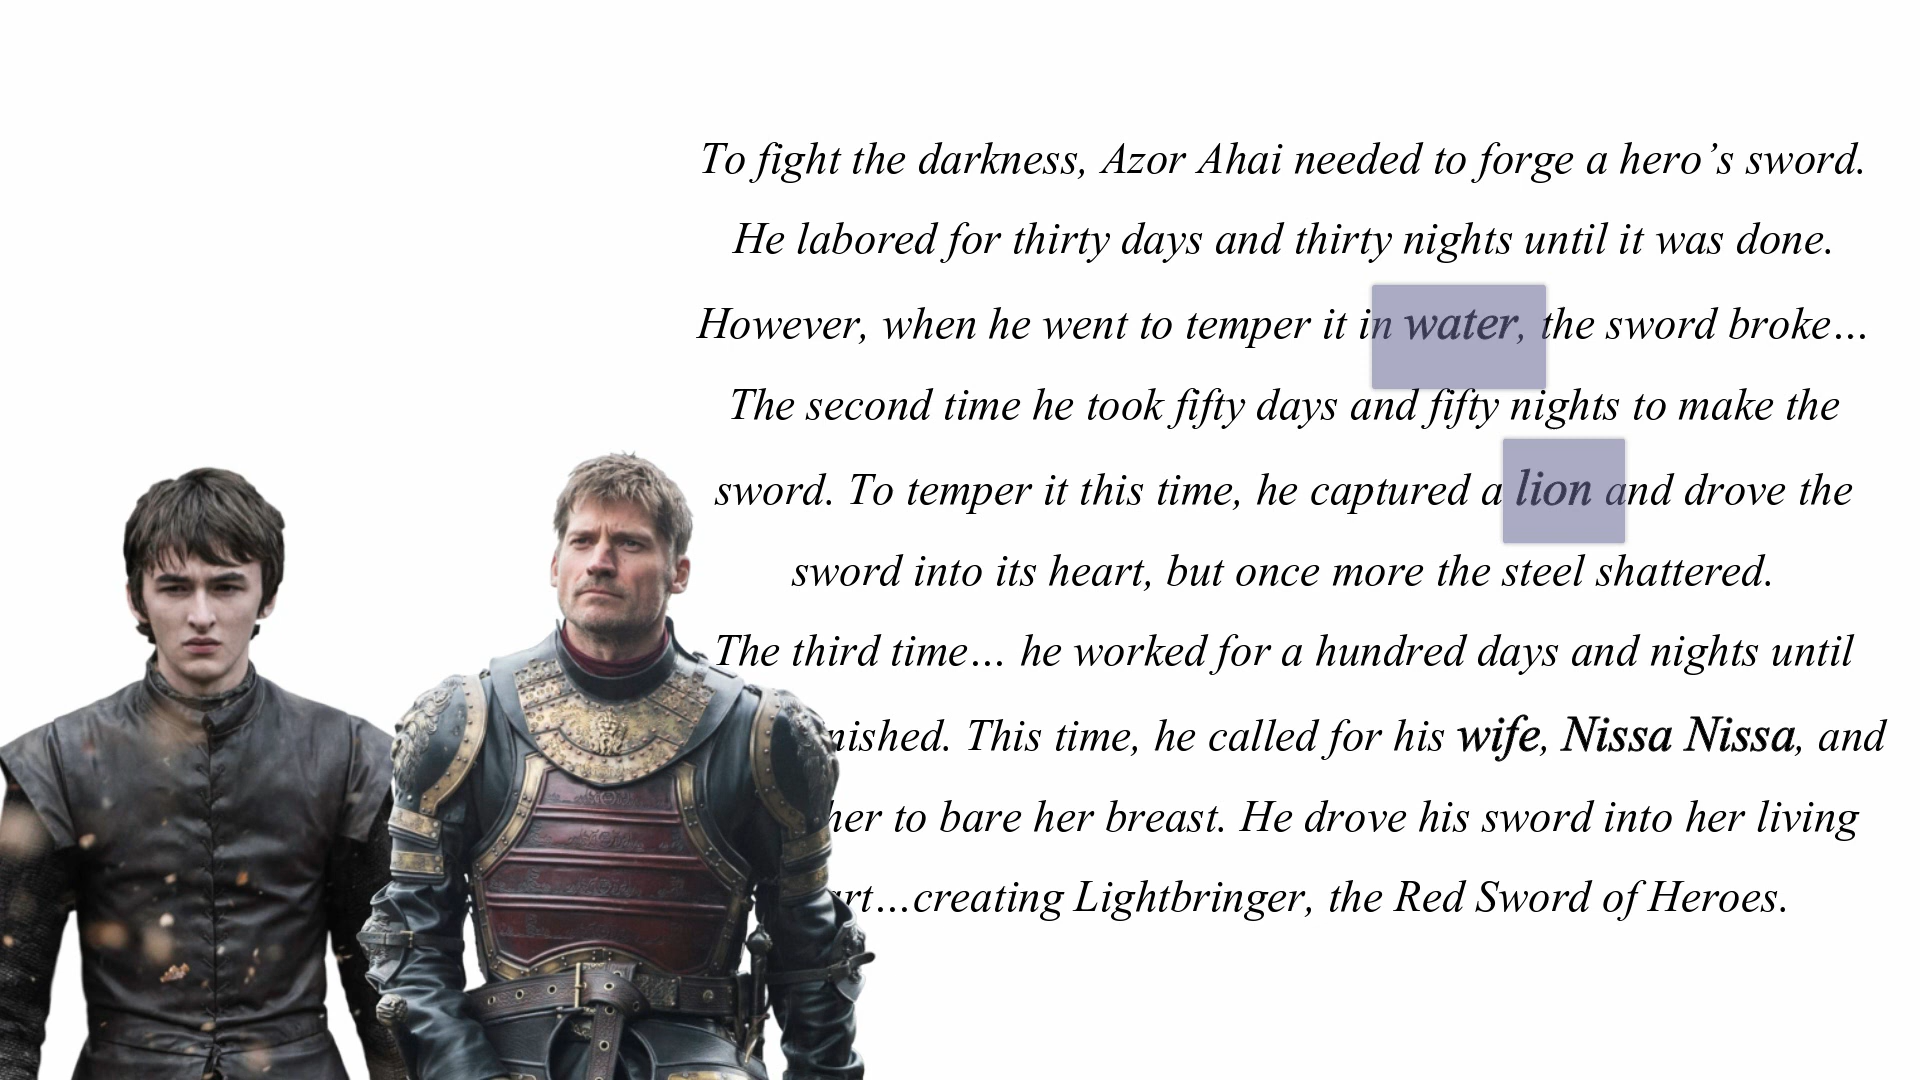 To fight the darkness, Azor Ahai needed to forge a hero’s sword.
He labored for thirty days and thirty nights until it was done.
However, when he went to temper it in water, the sword broke…
The second time he took fifty days and fifty nights to make the
sword. To temper it this time, he captured a lion and drove the
sword into its heart, but once more the steel shattered.
The third time… he worked for a hundred days and nights until
This time, he called for his wife, Nissa Nissa, and
her to bare her breast. He drove his sword into her living
…creating Lightbringer, the Red Sword of Heroes.